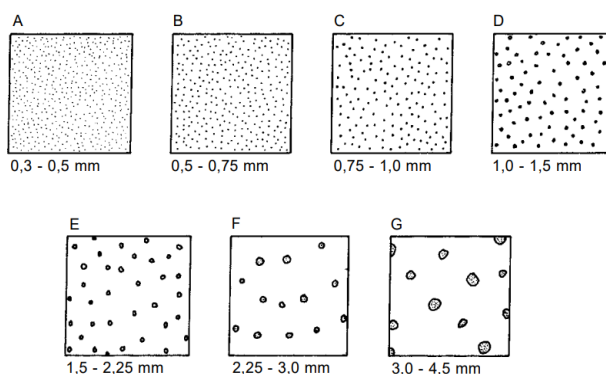 A B C D
0,3 - 0,5 mm 0,5 - 0,75 mm 0,75 - 1,0 mm 1,0 - 1,5 mm
E F G
1,5 - 2,25 mm 2,25 - 3,0 mm 3,0 - 4,5 mm